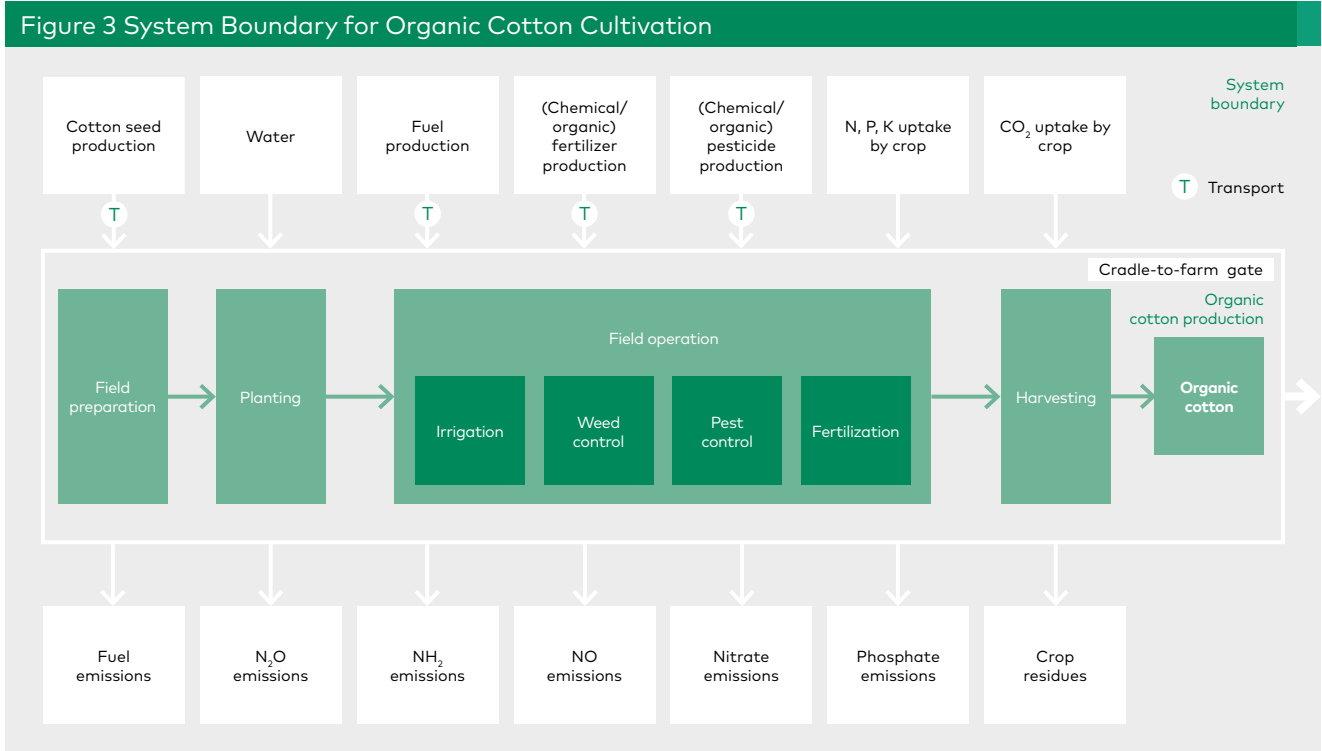 Figure 3 System Boundary for Organic Cotton Cultivation
System
boundary
T Transport
Cotton seed
production
Water
Fuel
production
(Chemical/
organic)
fertilizer
production
(Chemical/
organic)
pesticide
production
N, P, K uptake
by crop
CO₂ uptake by
crop
T
T
T
T
Cradle-to-farm gate
Organic
cotton production
Field
preparation
Planting
Field operation
Irrigation
Weed
control
Pest
control
Fertilization
Harvesting
Organic
cotton
Fuel
emissions
N₂O
emissions
NH₂
emissions
NO
emissions
Nitrate
emissions
Phosphate
emissions
Crop
residues